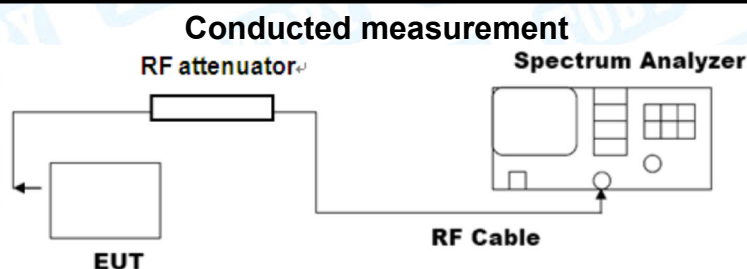 Conducted measurement
RF attenuator↵
Spectrum Analyzer
RF Cable
EUT